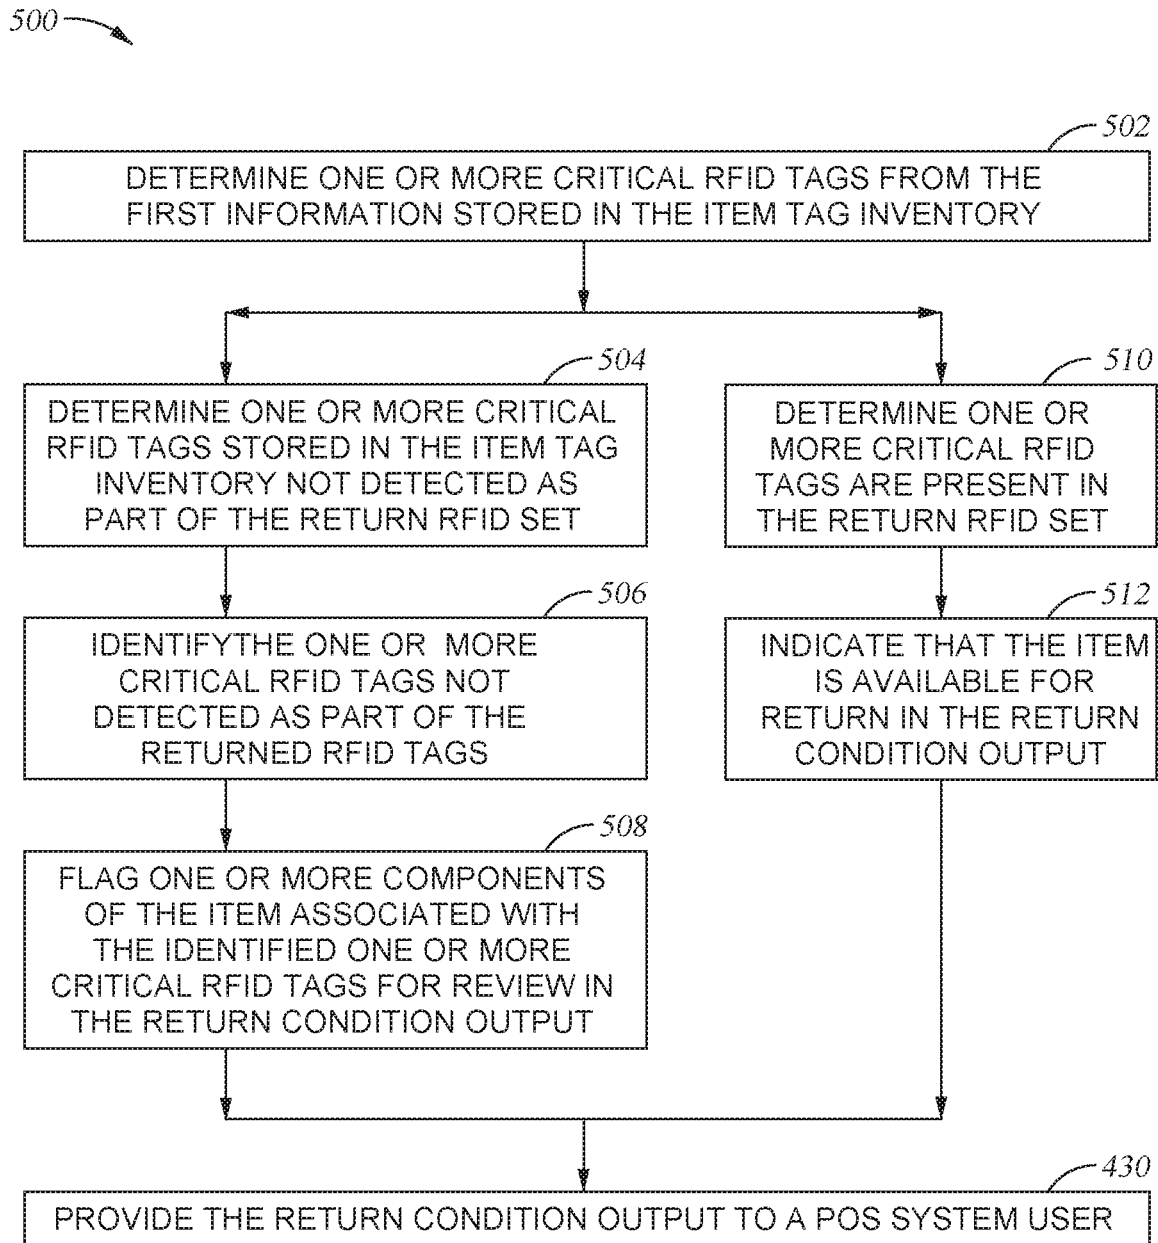 500
502
DETERMINE ONE OR MORE CRITICAL RFID TAGS FROM THE
FIRST INFORMATION STORED IN THE ITEM TAG INVENTORY
504
DETERMINE ONE OR MORE CRITICAL
RFID TAGS STORED IN THE ITEM TAG
INVENTORY NOT DETECTED AS
PART OF THE RETURN RFID SET
510
DETERMINE ONE OR
MORE CRITICAL RFID
TAGS ARE PRESENT IN
THE RETURN RFID SET
506
IDENTIFYTHE ONE OR MORE
CRITICAL RFID TAGS NOT
DETECTED AS PART OF THE
RETURNED RFID TAGS
512
INDICATE THAT THE ITEM
IS AVAILABLE FOR
RETURN IN THE RETURN
CONDITION OUTPUT
508
FLAG ONE OR MORE COMPONENTS
OF THE ITEM ASSOCIATED WITH
THE IDENTIFIED ONE OR MORE
CRITICAL RFID TAGS FOR REVIEW IN
THE RETURN CONDITION OUTPUT
430
PROVIDE THE RETURN CONDITION OUTPUT TO A POS SYSTEM USER